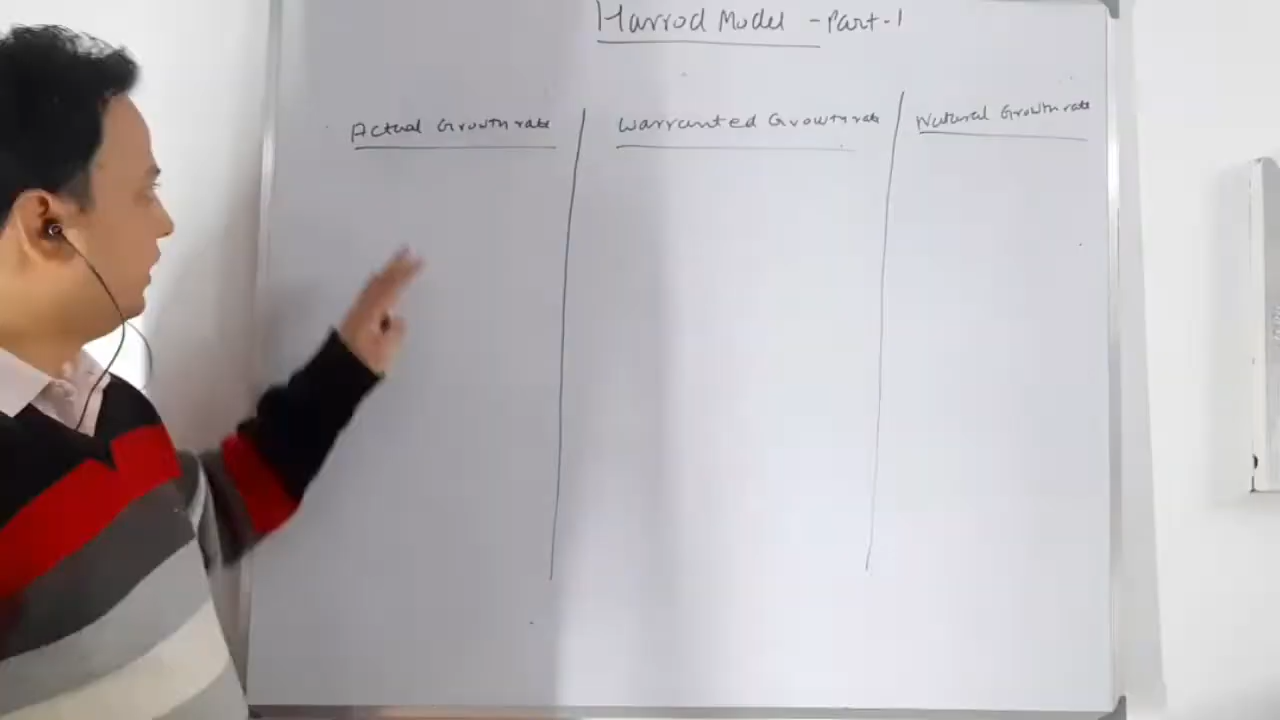 Harrod Model - Part-1
Actual Growth rate
Warranted Growth rate
Natural Growth rate